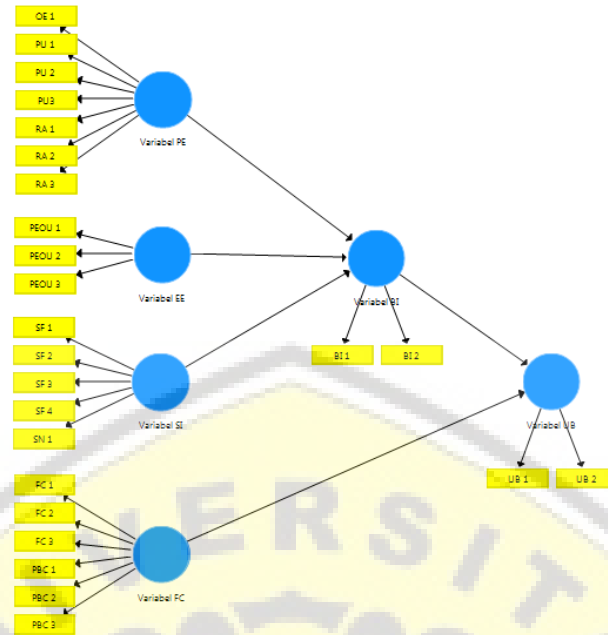 OE 1
PU 1
PU 2
PU3
RA 1
RA 2
RA 3
Variabel PE
PEOU 1
PEOU 2
PEOU 3
Variabel EE
Variabel BI
BI 1
BI 2
SF 1
SF 2
SF 3
SF 4
SN 1
Variabel SI
Variabel UB
UB 1
UB 2
FC 1
FC 2
FC 3
PBC 1
PBC 2
PBC 3
Variabel FC
NERSIT